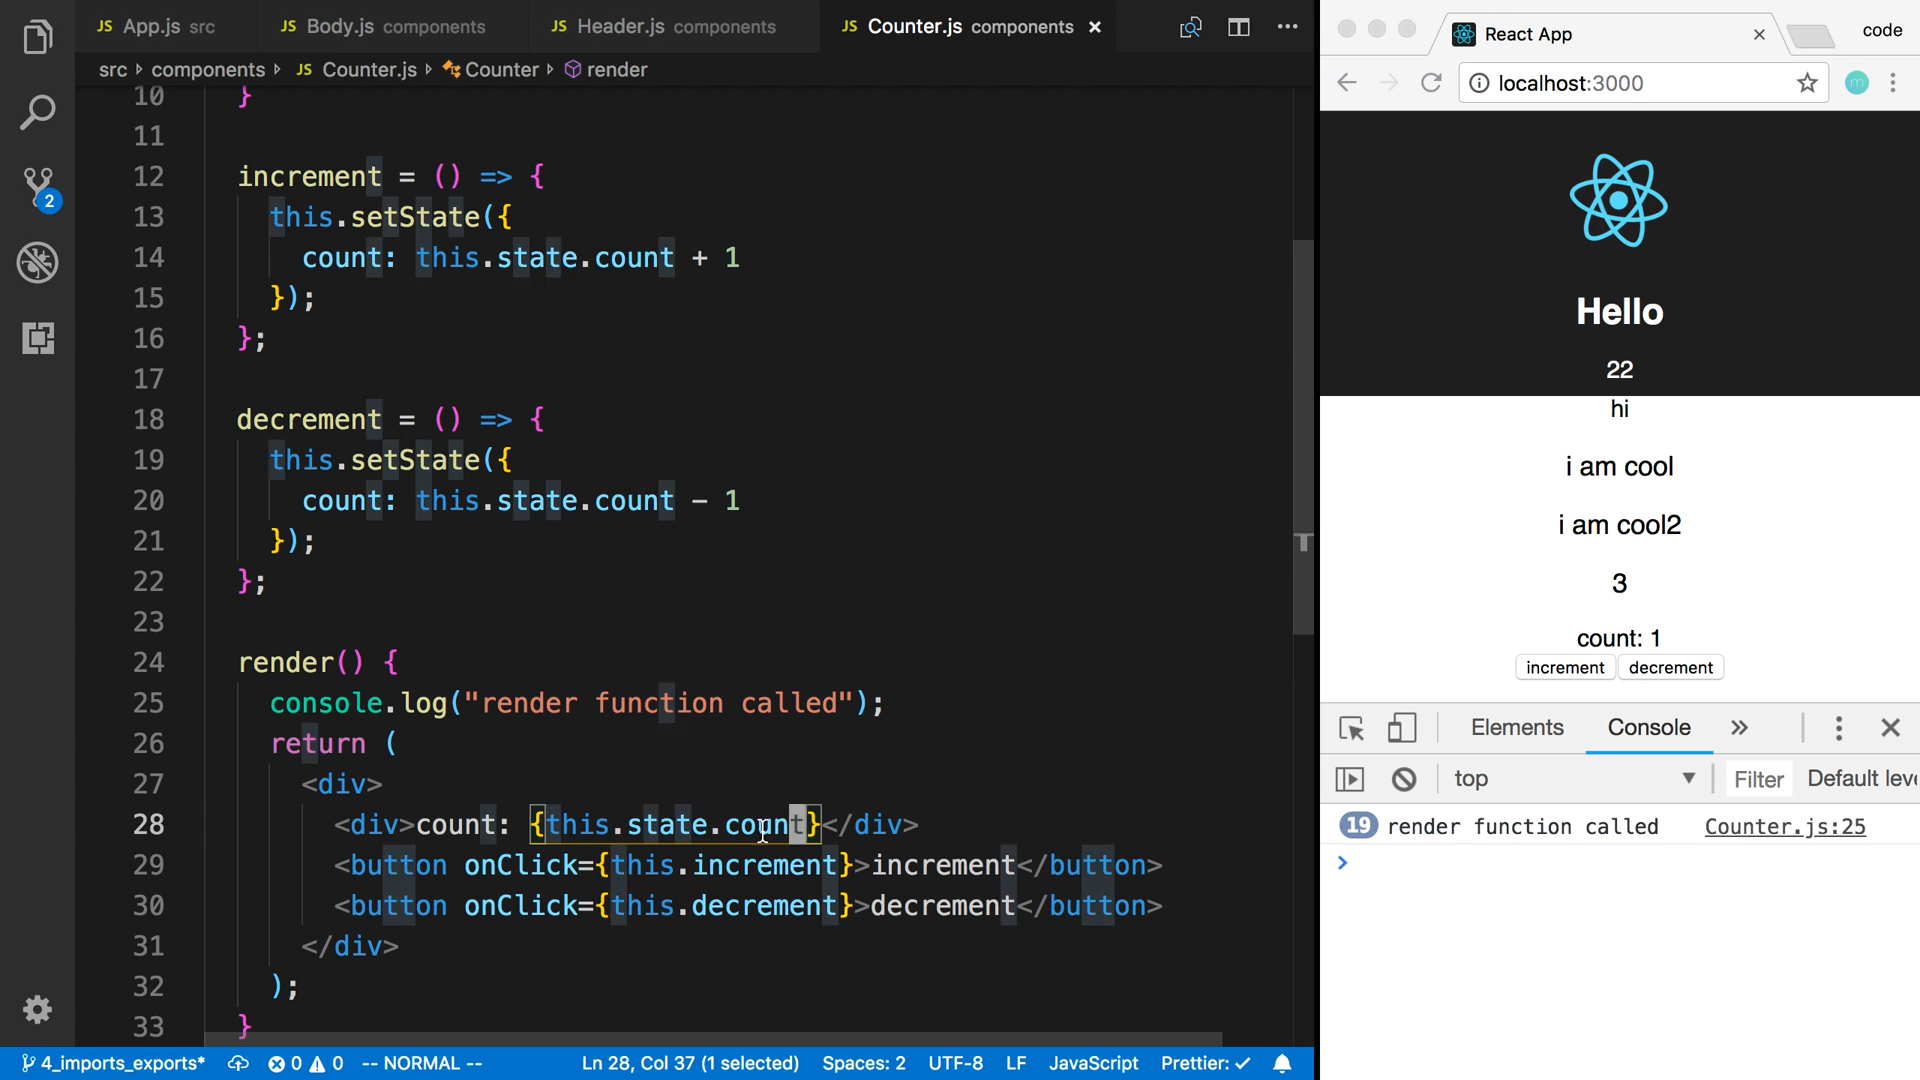 JS App.js src
JS Body.js components
JS Header.js components
JS Counter.js components ×
src › components › JS Counter.js › Counter › render
10 }
11
12 increment = () => {
13 this.setState({
14 count: this.state.count + 1
15 });
16 };
17
18 decrement = () => {
19 this.setState({
20 count: this.state.count - 1
21 });
22 };
23
24 render() {
25 console.log("render function called");
26 return (
27 <div>
28 <div>count: {this.state.count}</div>
29 <button onClick={this.increment}>increment</button>
30 <button onClick={this.decrement}>decrement</button>
31 </div>
32 );
33 }
2
4_imports_exports* 0 0 -- NORMAL -- Ln 28, Col 37 (1 selected) Spaces: 2 UTF-8 LF JavaScript Prettier: ✓
React App
code
localhost:3000
m
Hello
22
hi
i am cool
i am cool2
3
count: 1
increment decrement
Elements Console »
top Filter Default leve
19 render function called Counter.js:25
>